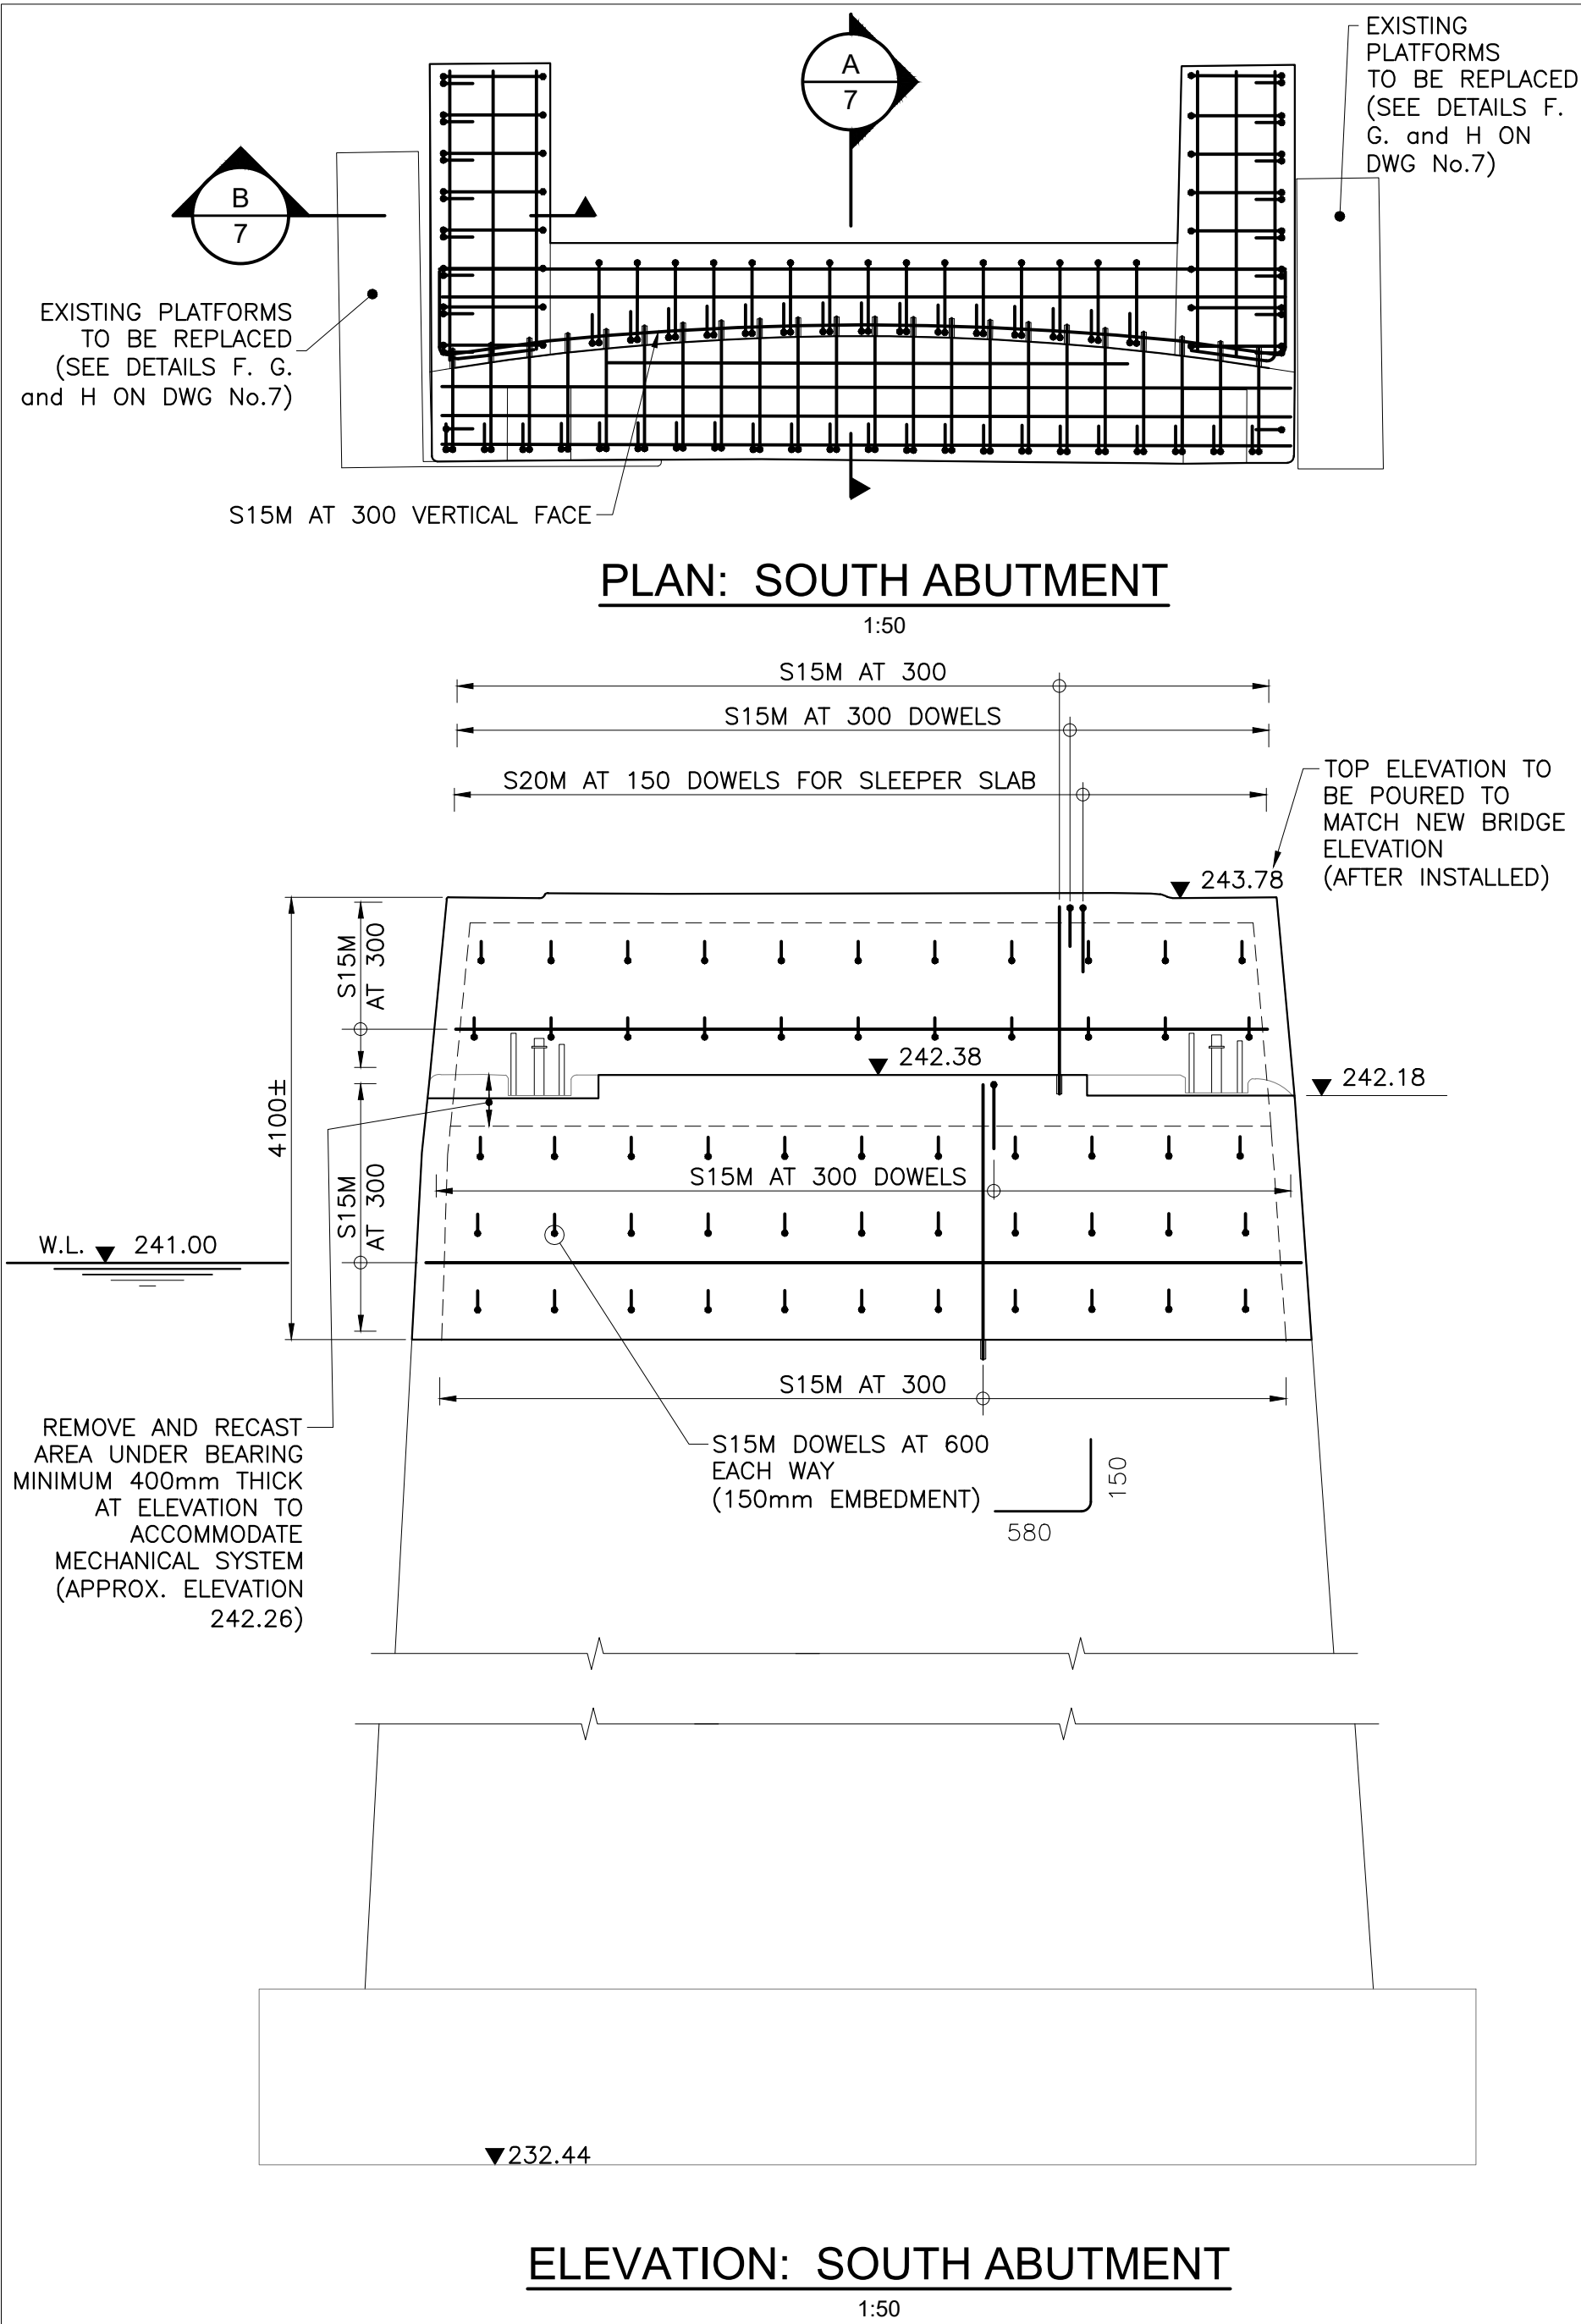 A
7
EXISTING
PLATFORMS
TO BE REPLACED
(SEE DETAILS F.
G. and H ON
DWG No.7)
B
7
EXISTING PLATFORMS
TO BE REPLACED
(SEE DETAILS F. G.
and H ON DWG No.7)
S15M AT 300 VERTICAL FACE
PLAN: SOUTH ABUTMENT
1:50
S15M AT 300
S15M AT 300 DOWELS
S20M AT 150 DOWELS FOR SLEEPER SLAB
TOP ELEVATION TO
BE POURED TO
MATCH NEW BRIDGE
ELEVATION
(AFTER INSTALLED)
243.78
S15M
AT 300
242.38
242.18
4100±
S15M
AT 300
S15M AT 300 DOWELS
W.L. 241.00
S15M AT 300
REMOVE AND RECAST
AREA UNDER BEARING
MINIMUM 400mm THICK
AT ELEVATION TO
ACCOMMODATE
MECHANICAL SYSTEM
(APPROX. ELEVATION
242.26)
S15M DOWELS AT 600
EACH WAY
(150mm EMBEDMENT)
150
580
232.44
ELEVATION: SOUTH ABUTMENT
1:50